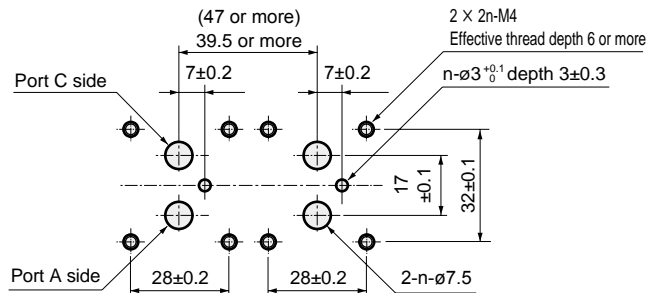 (47 or more)
39.5 or more
2 × 2n-M4
Effective thread depth 6 or more
7±0.2
7±0.2
n-ø3 +0.1 0 depth 3±0.3
Port C side
17 ±0.1
32±0.1
Port A side
28±0.2
28±0.2
2-n-ø7.5